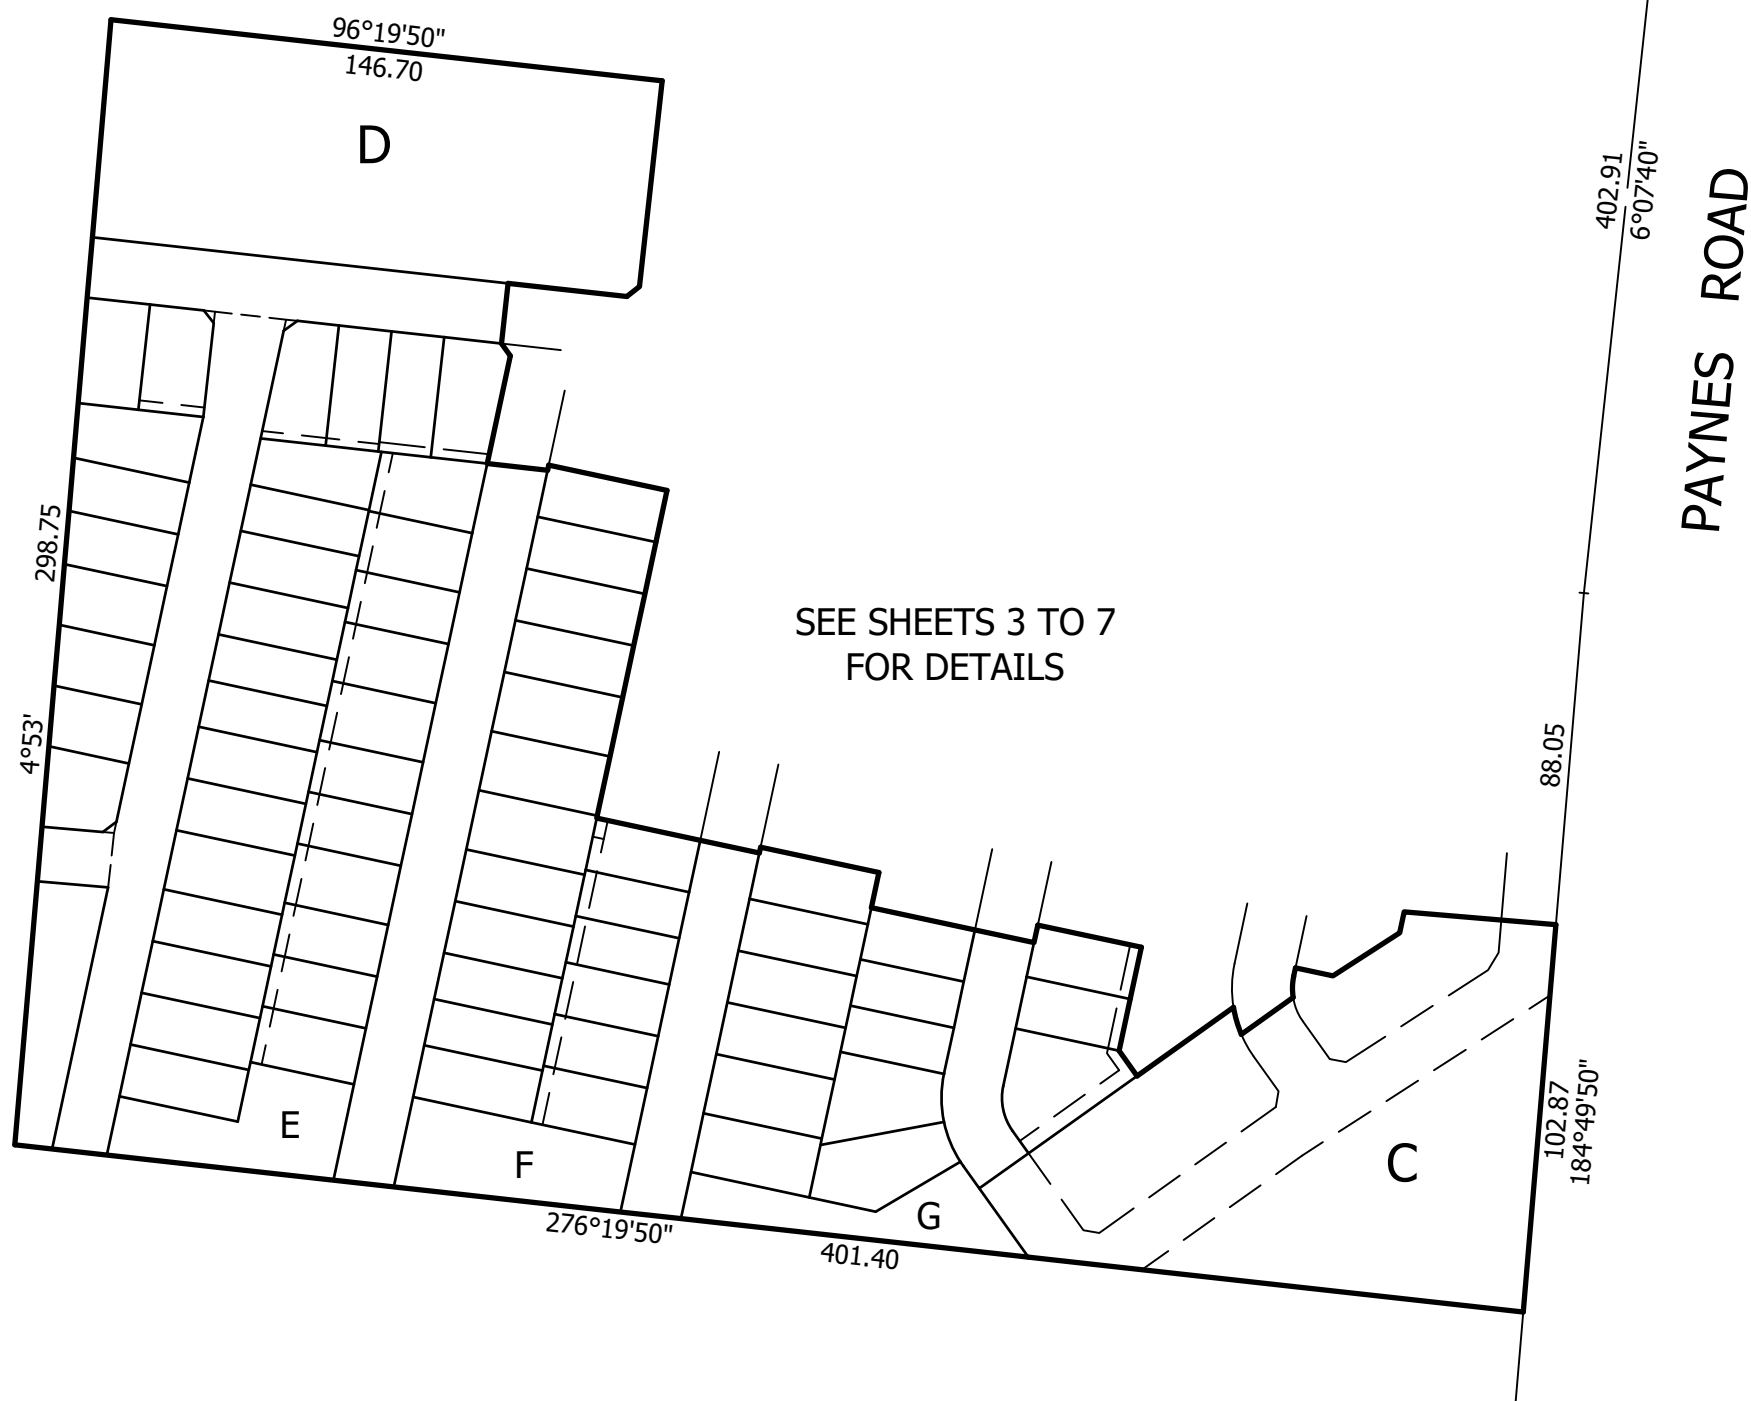 96°19'50"
146.70
D
402.91
6°07'40"
PAYNES ROAD
298.75
4°53'
SEE SHEETS 3 TO 7
FOR DETAILS
88.05
102.87
184°49'50"
E
F
G
C
276°19'50"
401.40